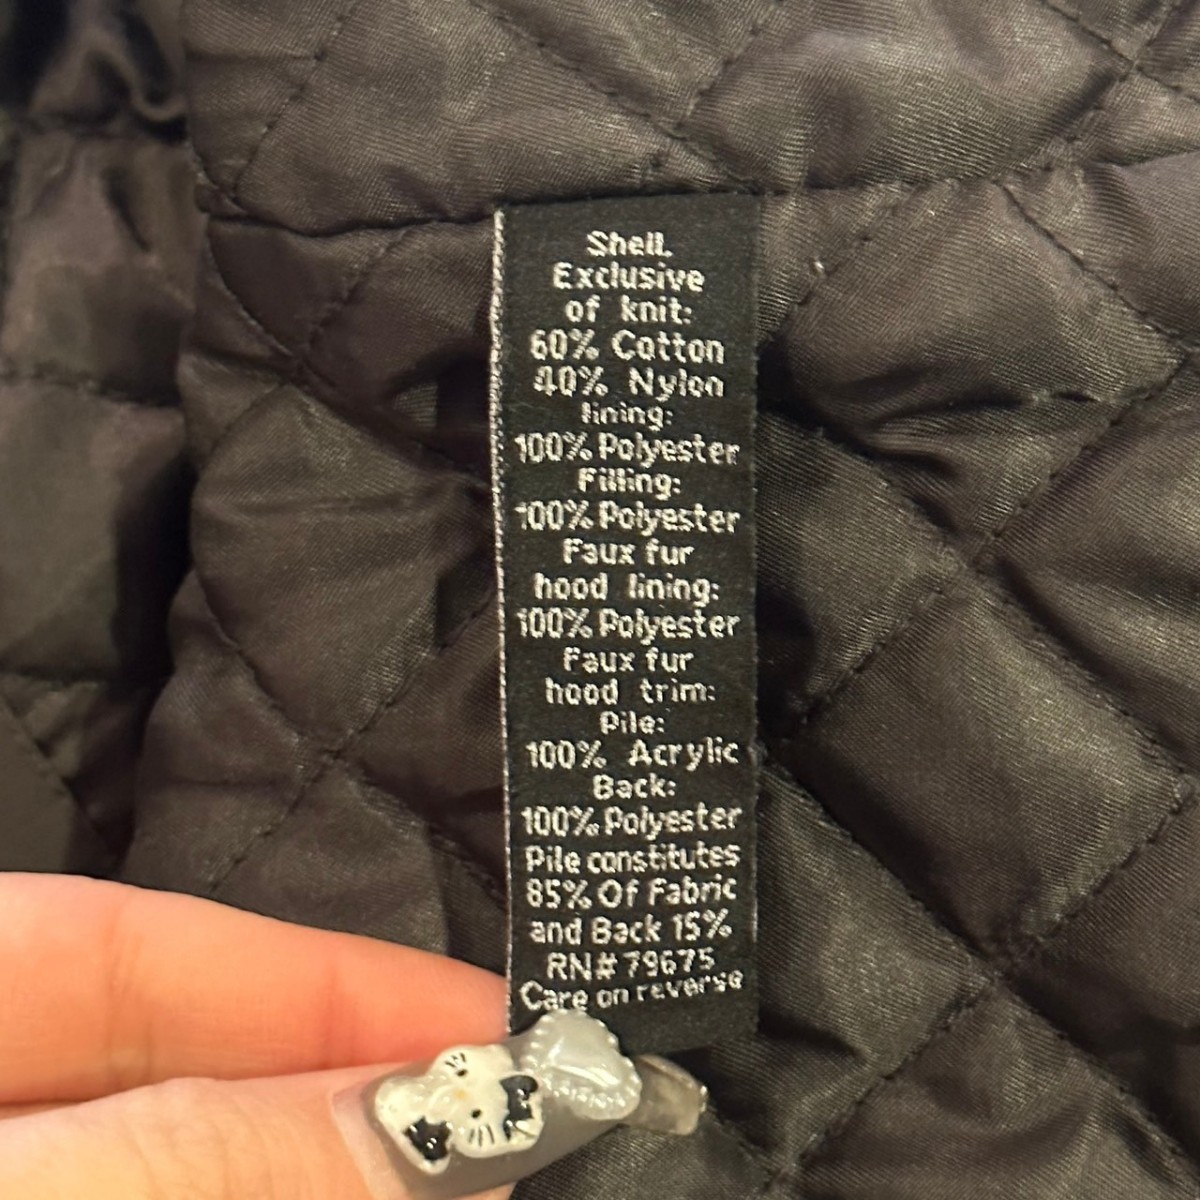 Shell.
Exclusive
of knit:
60% Cotton
40% Nylon
lining:
100% Polyester
Filling:
100% Polyester
Faux fur
hood lining:
100% Polyester
Faux fur
hood trim:
Pile:
100% Acrylic
Back:
100% Polyester
Pile constitutes
85% Of Fabric
and Back 15%
RN# 79675
Care on reverse